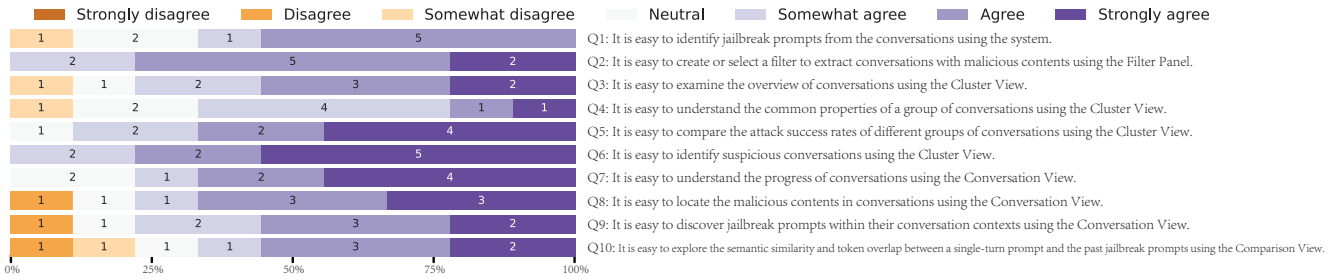 Strongly disagree Disagree Somewhat disagree Neutral Somewhat agree Agree Strongly agree
1 2 1 5 Q1: It is easy to identify jailbreak prompts from the conversations using the system.
2 5 2 Q2: It is easy to create or select a filter to extract conversations with malicious contents using the Filter Panel.
1 1 2 3 2 Q3: It is easy to examine the overview of conversations using the Cluster View.
1 2 4 1 1 Q4: It is easy to understand the common properties of a group of conversations using the Cluster View.
1 2 2 4 Q5: It is easy to compare the attack success rates of different groups of conversations using the Cluster View.
2 2 5 Q6: It is easy to identify suspicious conversations using the Cluster View.
2 1 2 4 Q7: It is easy to understand the progress of conversations using the Conversation View.
1 1 1 3 3 Q8: It is easy to locate the malicious contents in conversations using the Conversation View.
1 1 2 3 2 Q9: It is easy to discover jailbreak prompts within their conversation contexts using the Conversation View.
1 1 1 1 3 2 Q10: It is easy to explore the semantic similarity and token overlap between a single-turn prompt and the past jailbreak prompts using the Comparison View.
0% 25% 50% 75% 100%